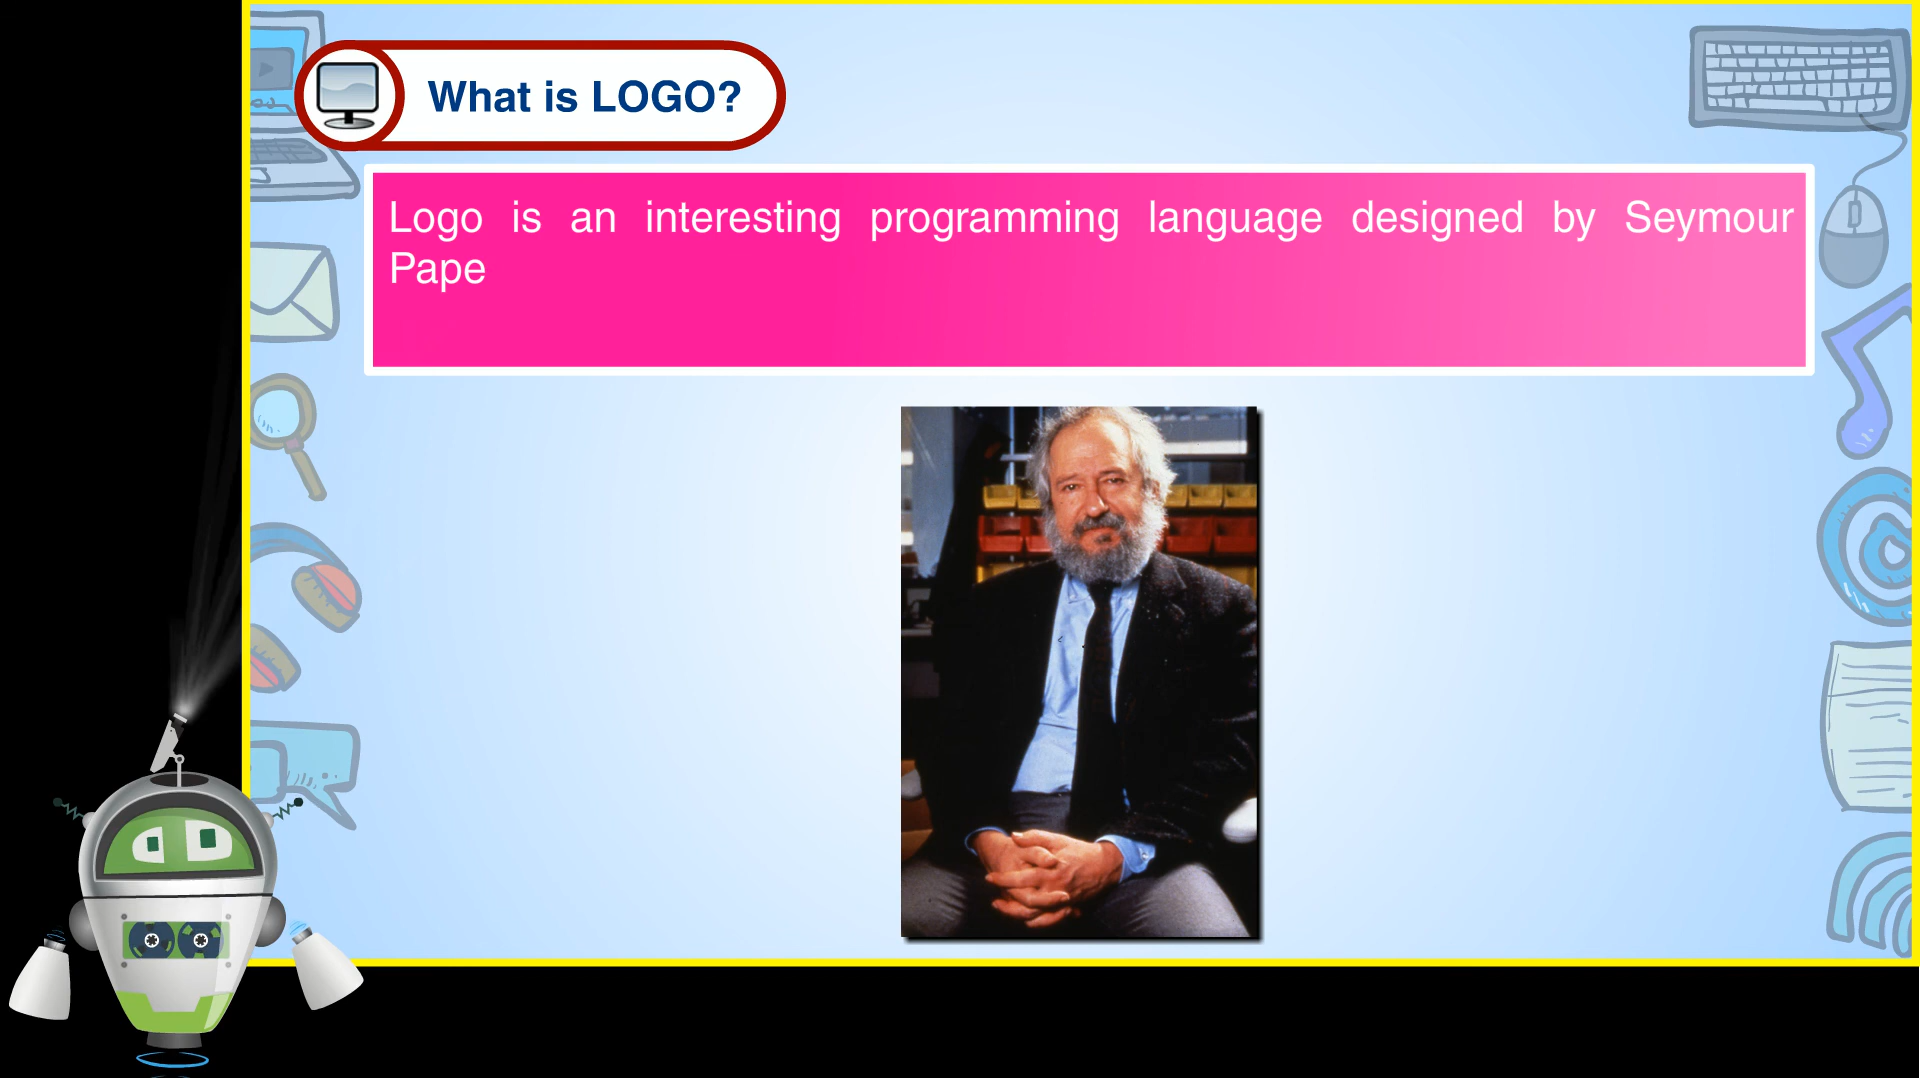 What is LOGO?
Logo is an interesting programming language designed by Seymour
Pape